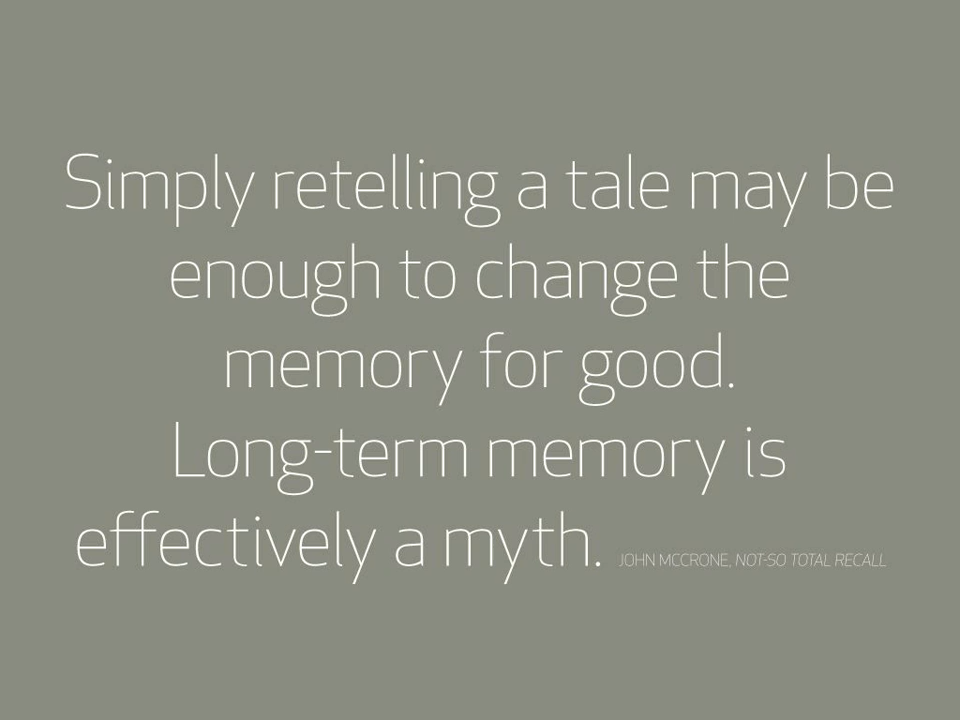 Simply retelling a tale may be
enough to change the
memory for good.
Long-term memory is
effectively a myth. JOHN MCCRONE, NOT-SO TOTAL RECALL